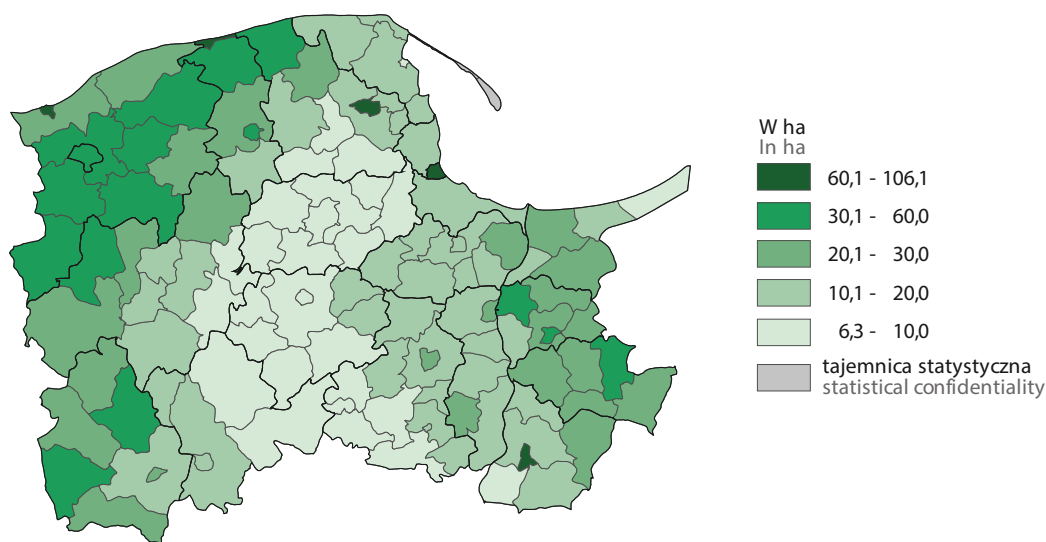 W ha
In ha
60,1 - 106,1
30,1 - 60,0
20,1 - 30,0
10,1 - 20,0
6,3 - 10,0
tajemnica statystyczna
statistical confidentiality